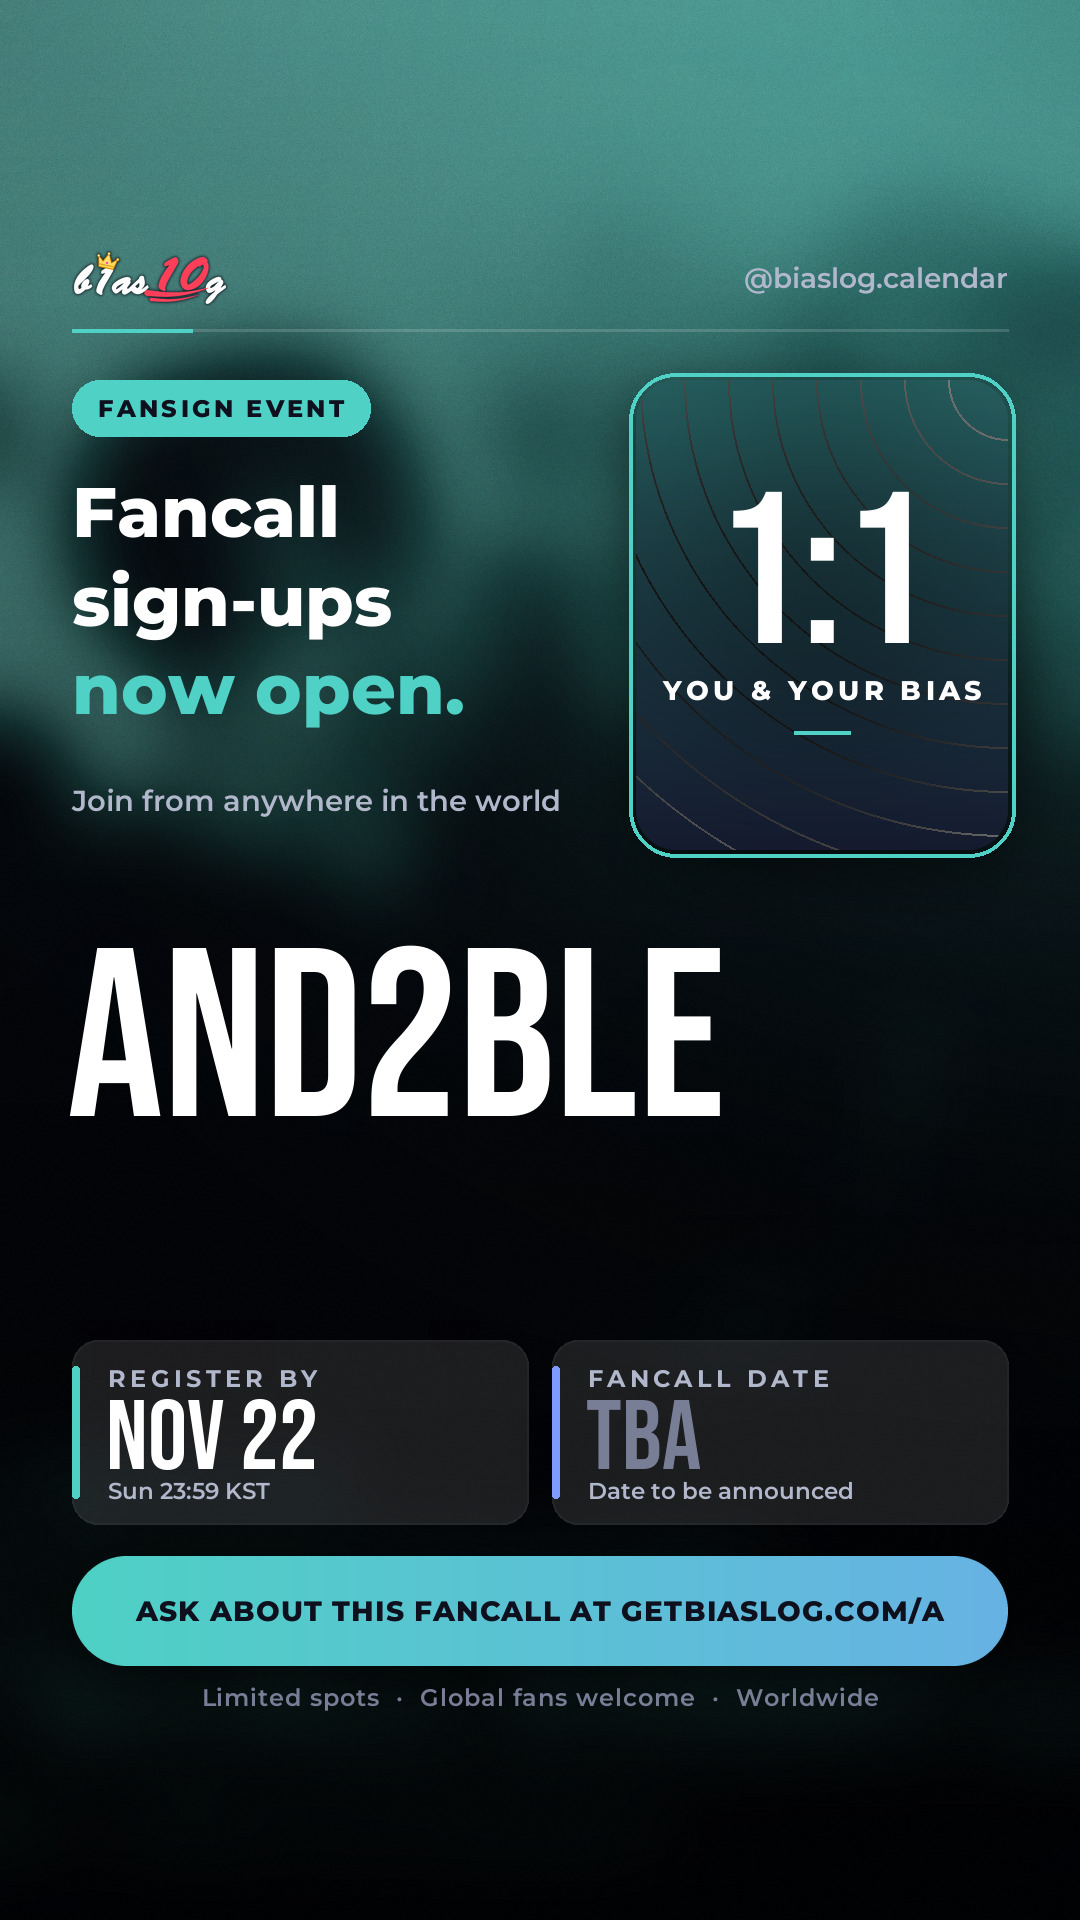 b1as10g
@biaslog.calendar
FANSIGN EVENT
Fancall
sign-ups
now open.
Join from anywhere in the world
1:1
YOU & YOUR BIAS
AND2BLE
REGISTER BY
NOV 22
Sun 23:59 KST
FANCALL DATE
TBA
Date to be announced
ASK ABOUT THIS FANCALL AT GETBIASLOG.COM/A
Limited spots · Global fans welcome · Worldwide